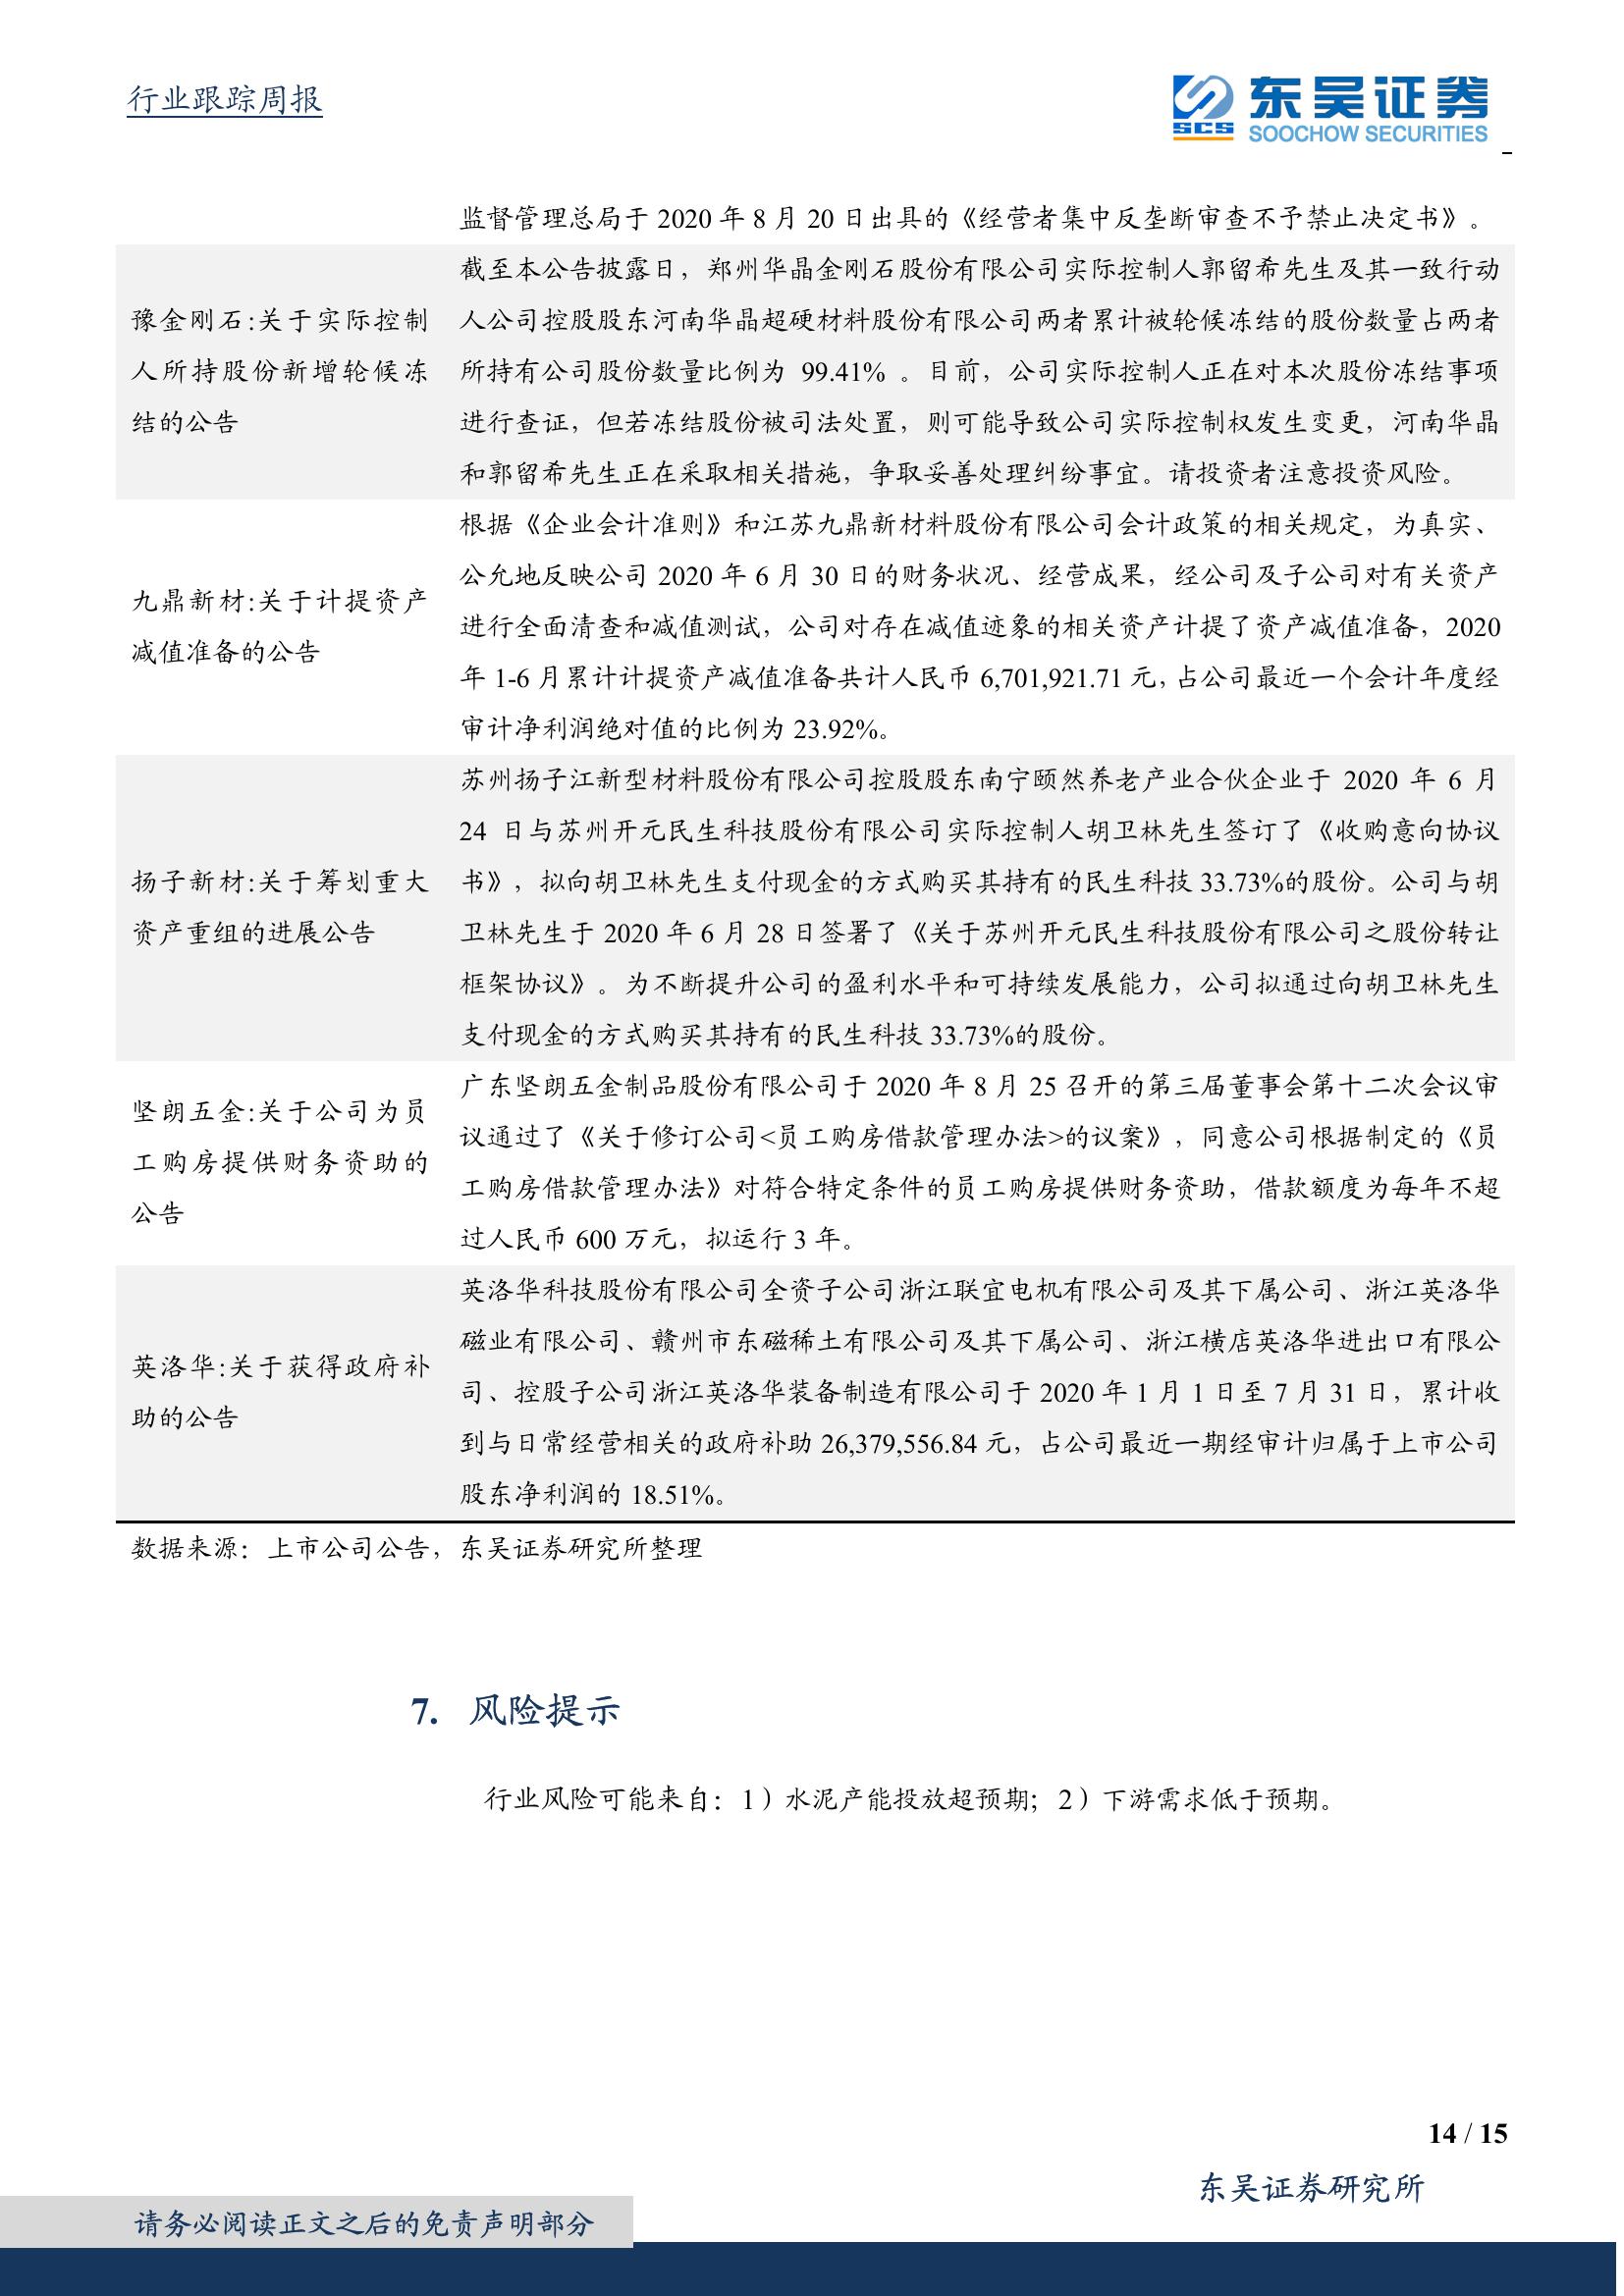 行业跟踪周报
东吴证券
SCS
SOOCHOW SECURITIES
监督管理总局于 2020 年 8 月 20 日出具的《经营者集中反垄断审查不予禁止决定书》。
豫金刚石:关于实际控制
人所持股份新增轮候冻
结的公告
截至本公告披露日，郑州华晶金刚石股份有限公司实际控制人郭留希先生及其一致行动
人公司控股股东河南华晶超硬材料股份有限公司两者累计被轮候冻结的股份数量占两者
所持有公司股份数量比例为 99.41% 。目前，公司实际控制人正在对本次股份冻结事项
进行查证，但若冻结股份被司法处置，则可能导致公司实际控制权发生变更，河南华晶
和郭留希先生正在采取相关措施，争取妥善处理纠纷事宜。请投资者注意投资风险。
九鼎新材:关于计提资产
减值准备的公告
根据《企业会计准则》和江苏九鼎新材料股份有限公司会计政策的相关规定，为真实、
公允地反映公司 2020 年 6 月 30 日的财务状况、经营成果，经公司及子公司对有关资产
进行全面清查和减值测试，公司对存在减值迹象的相关资产计提了资产减值准备，2020
年 1-6 月累计计提资产减值准备共计人民币 6,701,921.71 元，占公司最近一个会计年度经
审计净利润绝对值的比例为 23.92%。
扬子新材:关于筹划重大
资产重组的进展公告
苏州扬子江新型材料股份有限公司控股股东南宁颐然养老产业合伙企业于 2020 年 6 月
24 日与苏州开元民生科技股份有限公司实际控制人胡卫林先生签订了《收购意向协议
书》，拟向胡卫林先生支付现金的方式购买其持有的民生科技 33.73%的股份。公司与胡
卫林先生于 2020 年 6 月 28 日签署了《关于苏州开元民生科技股份有限公司之股份转让
框架协议》。为不断提升公司的盈利水平和可持续发展能力，公司拟通过向胡卫林先生
支付现金的方式购买其持有的民生科技 33.73%的股份。
坚朗五金:关于公司为员
工购房提供财务资助的
公告
广东坚朗五金制品股份有限公司于 2020 年 8 月 25 召开的第三届董事会第十二次会议审
议通过了《关于修订公司<员工购房借款管理办法>的议案》，同意公司根据制定的《员
工购房借款管理办法》对符合特定条件的员工购房提供财务资助，借款额度为每年不超
过人民币 600 万元，拟运行 3 年。
英洛华:关于获得政府补
助的公告
英洛华科技股份有限公司全资子公司浙江联宜电机有限公司及其下属公司、浙江英洛华
磁业有限公司、赣州市东磁稀土有限公司及其下属公司、浙江横店英洛华进出口有限公
司、控股子公司浙江英洛华装备制造有限公司于 2020 年 1 月 1 日至 7 月 31 日，累计收
到与日常经营相关的政府补助 26,379,556.84 元，占公司最近一期经审计归属于上市公司
股东净利润的 18.51%。
数据来源：上市公司公告，东吴证券研究所整理
7. 风险提示
行业风险可能来自：1）水泥产能投放超预期；2）下游需求低于预期。
14 / 15
东吴证券研究所
请务必阅读正文之后的免责声明部分